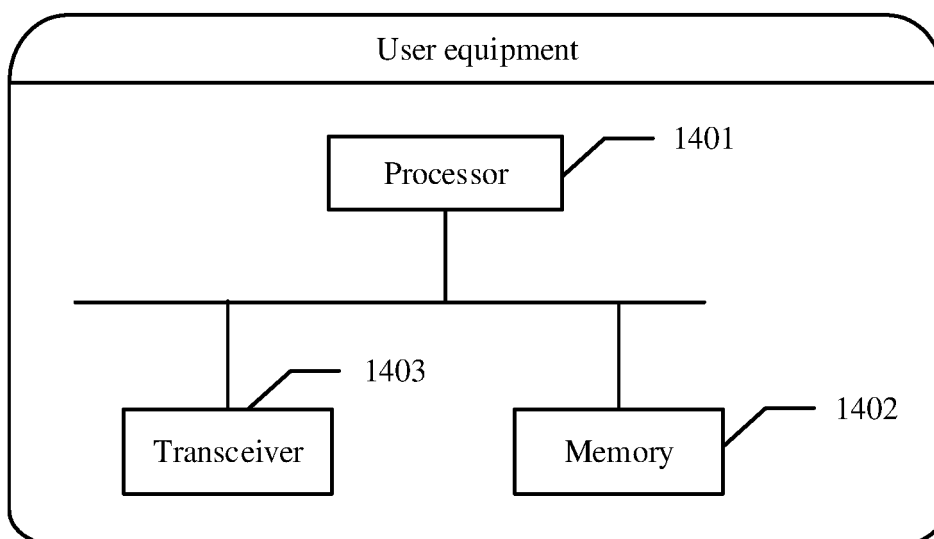 User equipment
Processor
1401
1403
Transceiver
1402
Memory